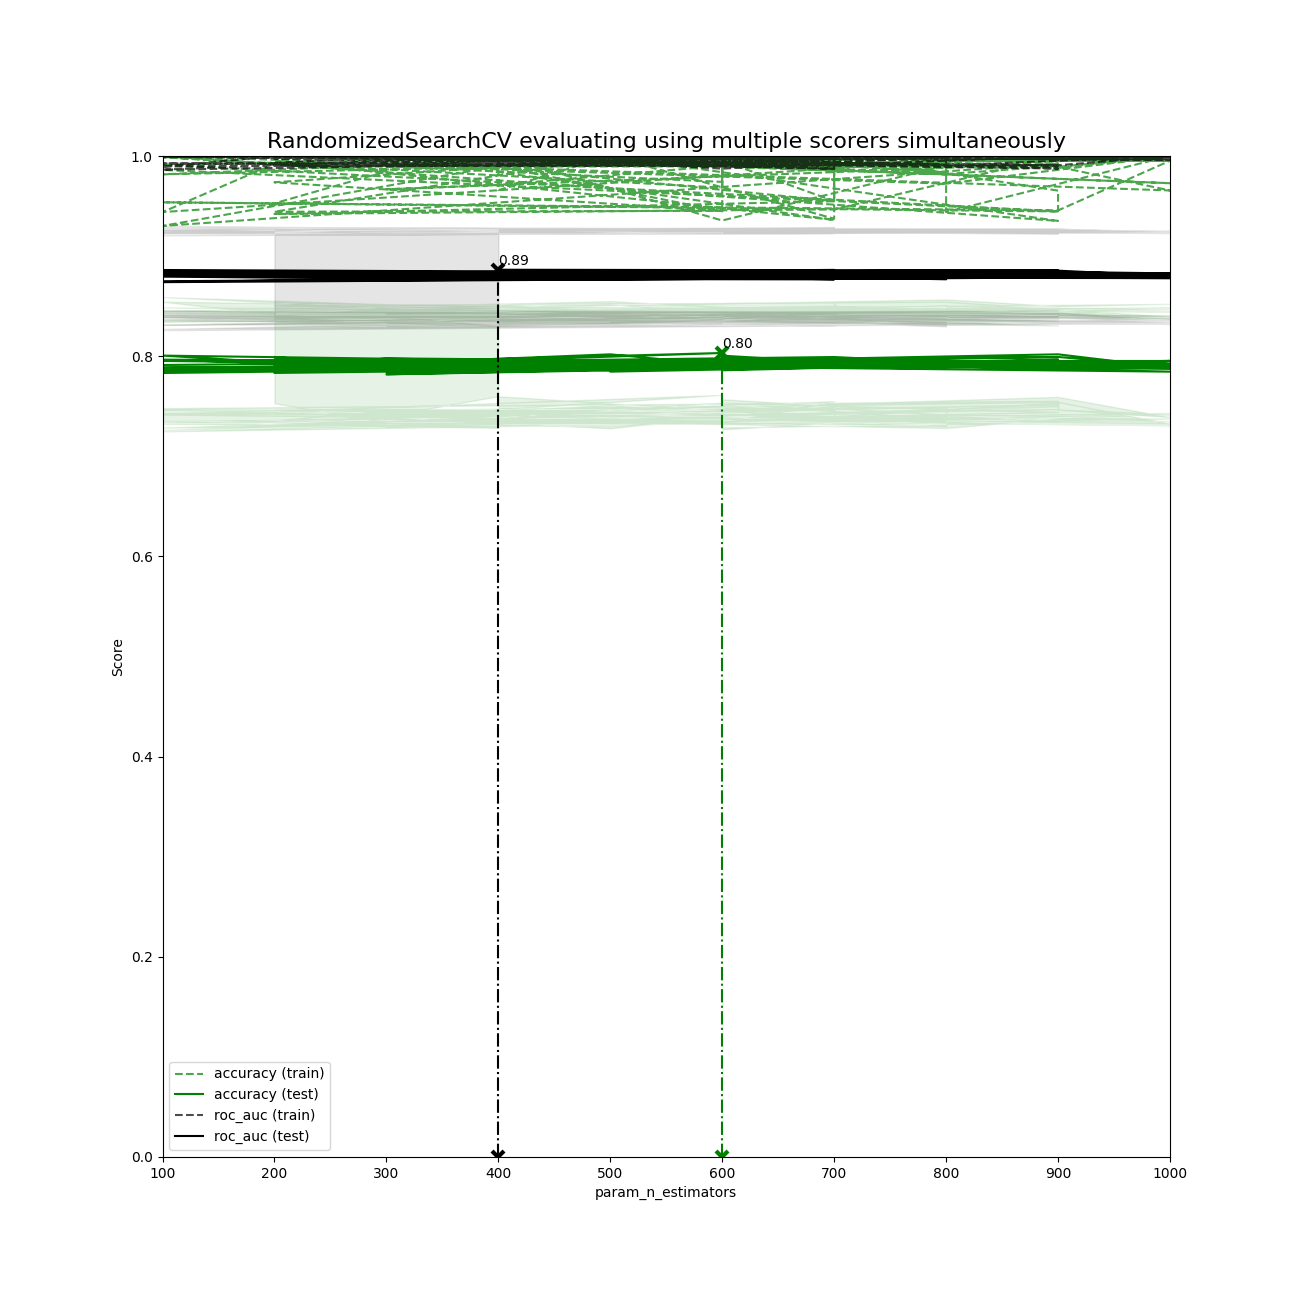 RandomizedSearchCV evaluating using multiple scorers simultaneously
1.0
0.89
0.80
0.8
0.6
Score
0.4
0.2
0.0
accuracy (train)
accuracy (test)
roc_auc (train)
roc_auc (test)
100 200 300 400 500 600 700 800 900 1000
param_n_estimators